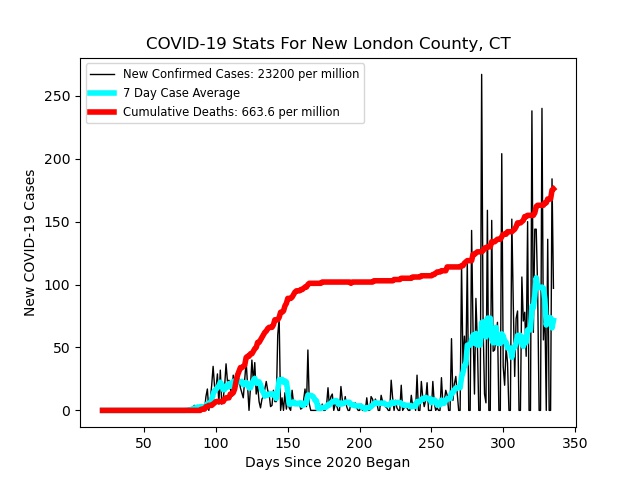 COVID-19 Stats For New London County, CT
New Confirmed Cases: 23200 per million
7 Day Case Average
Cumulative Deaths: 663.6 per million
New COVID-19 Cases
250
200
150
100
50
0
50
100
150
200
250
300
350
Days Since 2020 Began